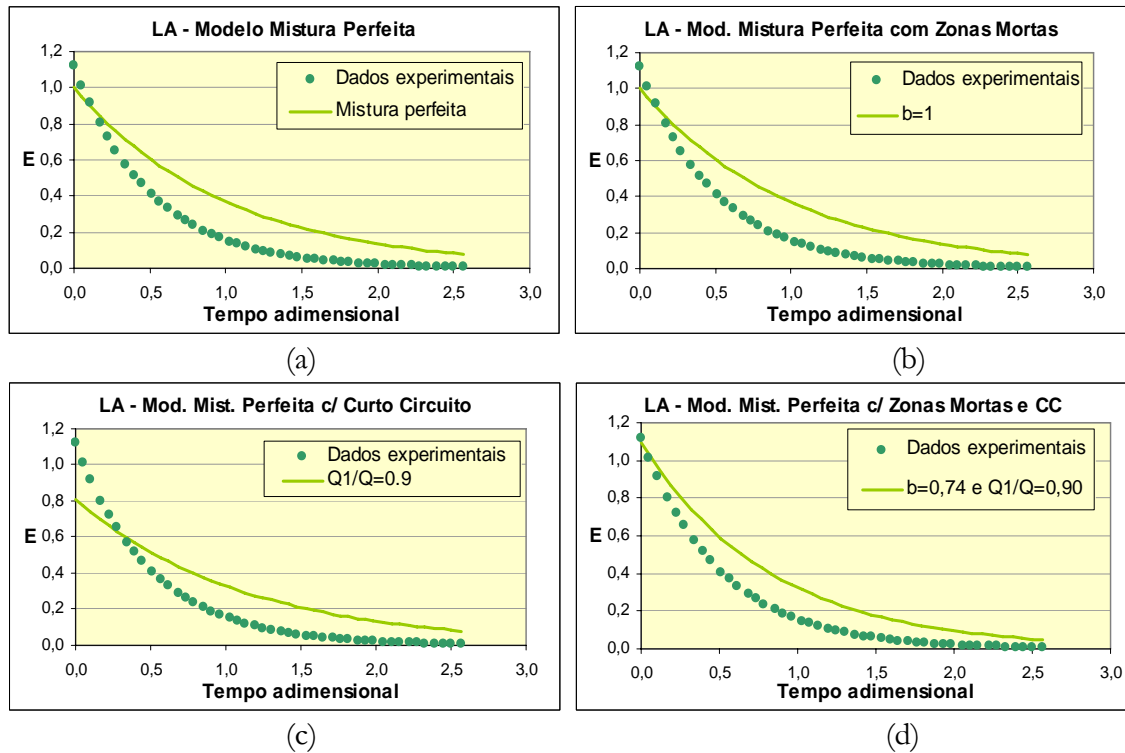 LA - Modelo Mistura Perfeita
1,2
1,0
0,8
0,6
0,4
0,2
0,0
E
Dados experimentais
Mistura perfeita
0,0 0,5 1,0 1,5 2,0 2,5 3,0
Tempo adimensional
(a)
LA - Mod. Mistura Perfeita com Zonas Mortas
1,2
1,0
0,8
0,6
0,4
0,2
0,0
E
Dados experimentais
b=1
0,0 0,5 1,0 1,5 2,0 2,5 3,0
Tempo adimensional
(b)
LA - Mod. Mist. Perfeita c/ Curto Circuito
1,2
1,0
0,8
0,6
0,4
0,2
0,0
E
Dados experimentais
Q1/Q=0.9
0,0 0,5 1,0 1,5 2,0 2,5 3,0
Tempo adimensional
(c)
LA - Mod. Mist. Perfeita c/ Zonas Mortas e CC
1,2
1,0
0,8
0,6
0,4
0,2
0,0
E
Dados experimentais
b=0,74 e Q1/Q=0,90
0,0 0,5 1,0 1,5 2,0 2,5 3,0
Tempo adimensional
(d)